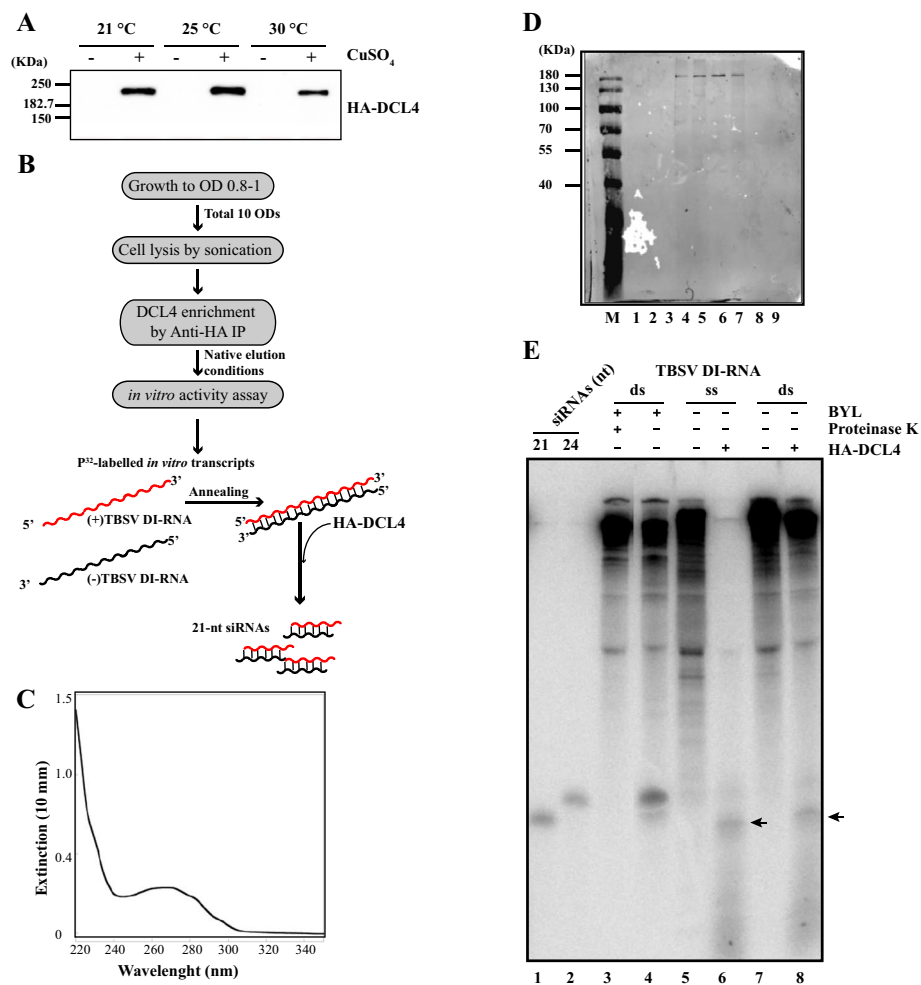 A
21 °C 25 °C 30 °C
(KDa) - + - + - + CuSO4
250
182.7
150
HA-DCL4
B
Growth to OD 0.8-1
Total 10 ODs
Cell lysis by sonication
DCL4 enrichment
by Anti-HA IP
Native elution
conditions
in vitro activity assay
P32-labelled in vitro transcripts
3’
Annealing
5’
(+)TBSV DI-RNA
5’
3’
(-)TBSV DI-RNA
3’
5’
3’
HA-DCL4
21-nt siRNAs
C
1.5
1.0
0.4
0
Extinction (10 mm)
220 240 260 280 300 320 340
Wavelenght (nm)
D
(KDa)
180
130
100
70
55
40
M 1 2 3 4 5 6 7 8 9
E
siRNAs (nt)
TBSV DI-RNA
ds ss ds
+ + - - - - BYL
+ - - - - - Proteinase K
21 24 - - - + - + HA-DCL4
1 2 3 4 5 6 7 8